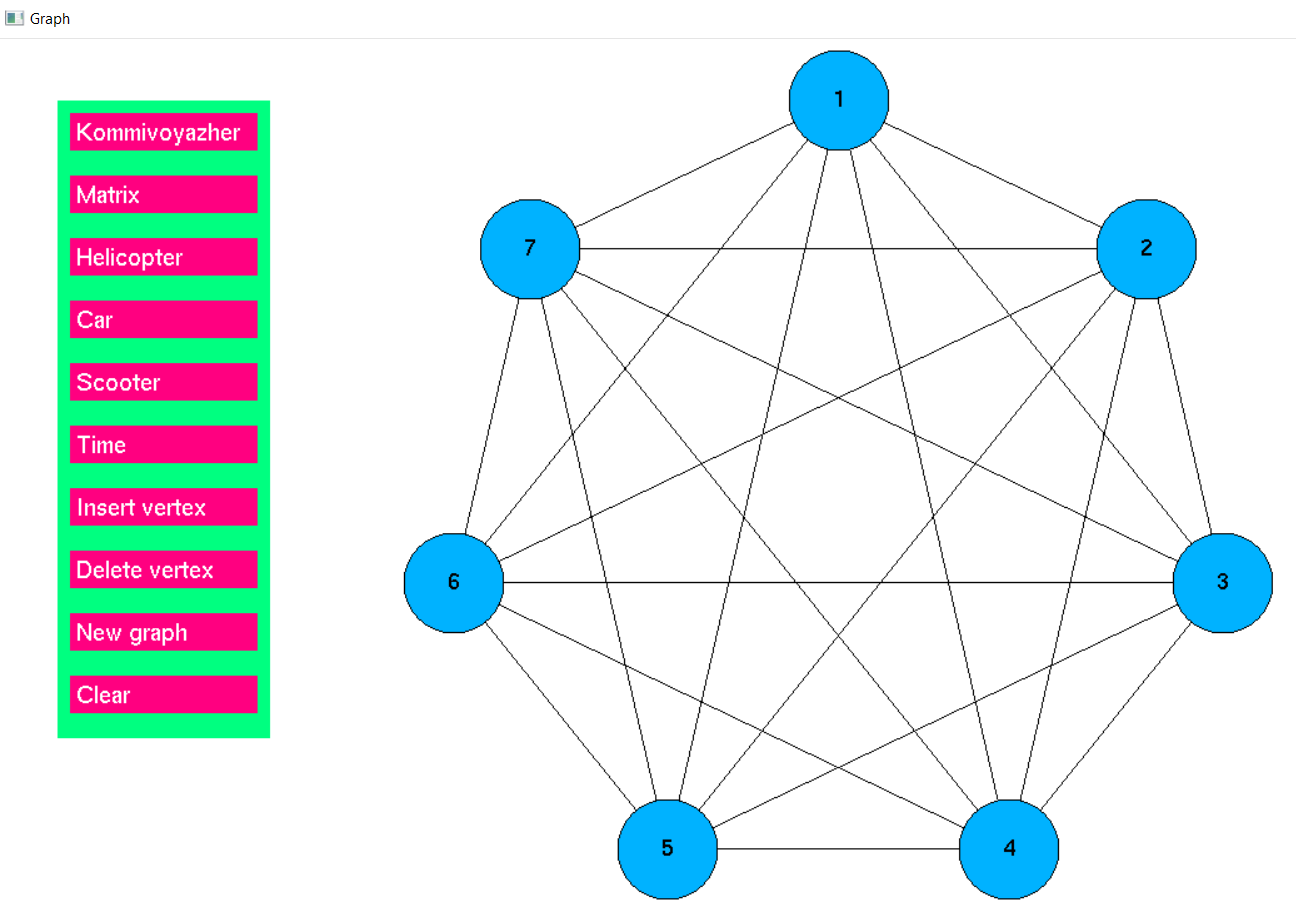 Graph
Kommivoyazher
Matrix
Helicopter
Car
Scooter
Time
Insert vertex
Delete vertex
New graph
Clear
1
7
2
6
3
5
4